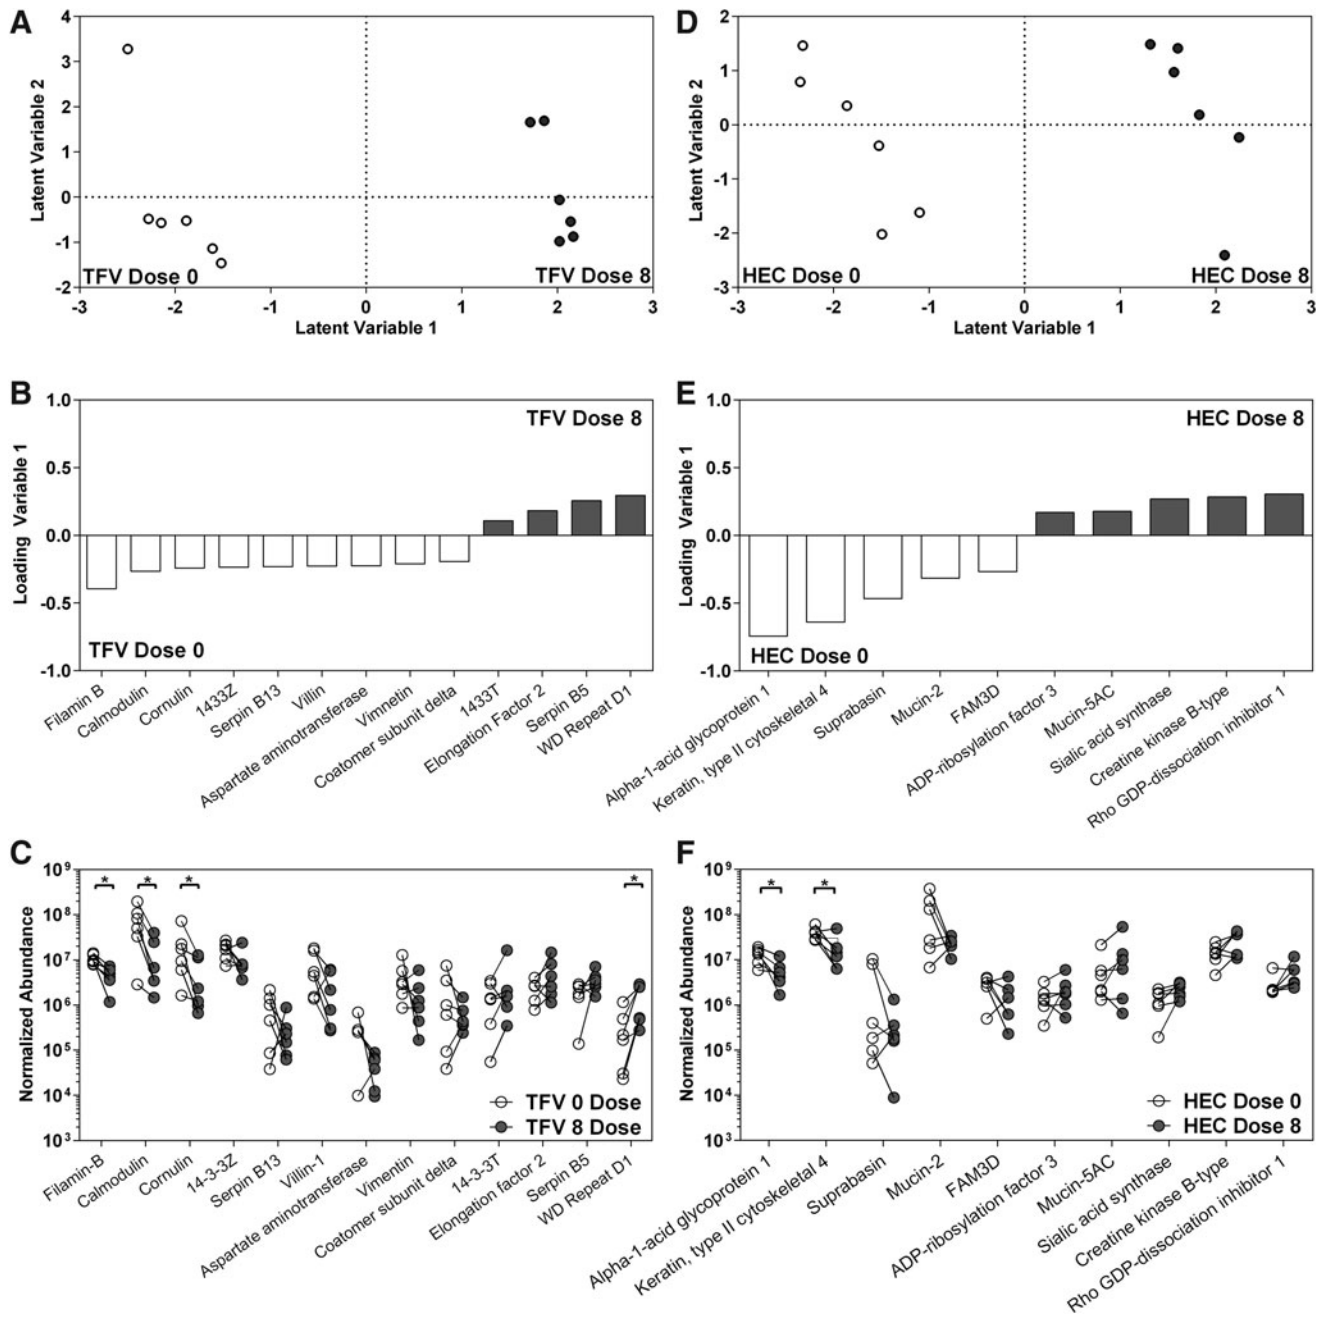 A
4
3
2
1
0
-1
-2
-3
-2
-1
0
1
2
3
Latent Variable 2
Latent Variable 1
TFV Dose 0
TFV Dose 8
D
2
1
0
-1
-2
-3
-3
-2
-1
0
1
2
3
Latent Variable 2
Latent Variable 1
HEC Dose 0
HEC Dose 8
B
1.0
0.5
0.0
-0.5
-1.0
Loading Variable 1
TFV Dose 8
TFV Dose 0
Filamin B
Calmodulin
Cornulin
1433Z
Serpin B13
Villin
Aspartate aminotransferase
Vimnetin
Coatomer subunit delta
1433T
Elongation Factor 2
Serpin B5
WD Repeat D1
E
1.0
0.5
0.0
-0.5
-1.0
Loading Variable 1
HEC Dose 8
HEC Dose 0
Alpha-1-acid glycoprotein 1
Keratin, type II cytoskeletal 4
Suprabasin
Mucin-2
FAM3D
ADP-ribosylation factor 3
Mucin-5AC
Sialic acid synthase
Creatine kinase B-type
Rho GDP-dissociation inhibitor 1
C
10⁹
10⁸
10⁷
10⁶
10⁵
10⁴
10³
Normalized Abundance
*
*
*
*
TFV 0 Dose
TFV 8 Dose
Filamin-B
Calmodulin
Cornulin
14-3-3Z
Serpin B13
Villin-1
Aspartate aminotransferase
Vimentin
Coatomer subunit delta
14-3-3T
Elongation factor 2
Serpin B5
WD Repeat D1
F
10⁹
10⁸
10⁷
10⁶
10⁵
10⁴
10³
Normalized Abundance
*
*
HEC Dose 0
HEC Dose 8
Alpha-1-acid glycoprotein 1
Keratin, type II cytoskeletal 4
Suprabasin
Mucin-2
FAM3D
ADP-ribosylation factor 3
Mucin-5AC
Sialic acid synthase
Creatine kinase B-type
Rho GDP-dissociation inhibitor 1